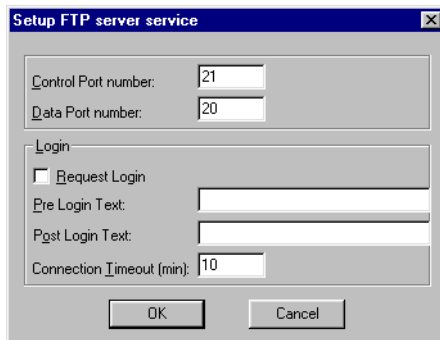 Setup FTP server service
Control Port number: 21
Data Port number: 20
Login
Request Login
Pre Login Text:
Post Login Text:
Connection Timeout (min): 10
OK Cancel